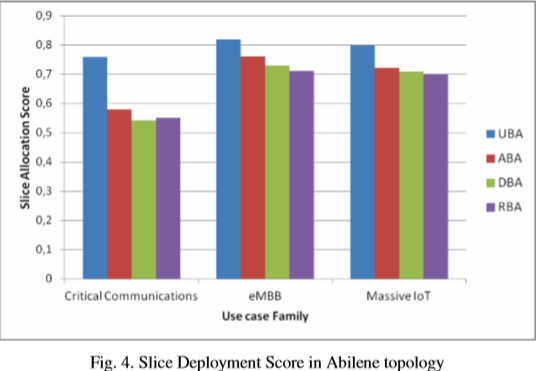 0,9
0,8
0,7
0,6
0,5
0,4
0,3
0,2
0,1
0
Slice Allocation Score
Critical Communications eMBB Massive IoT
Use case Family
UBA
ABA
DBA
RBA
Fig. 4. Slice Deployment Score in Abilene topology